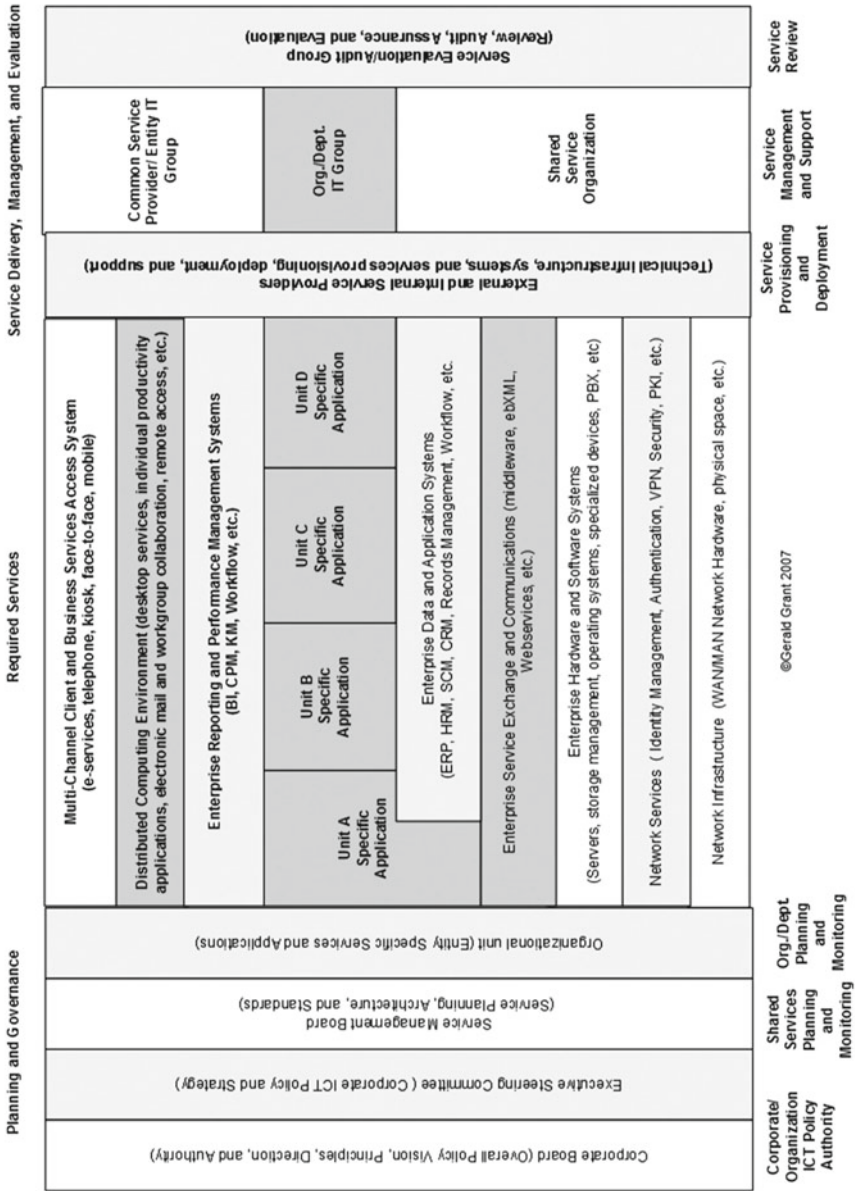 Planning and Governance
Required Services
Service Delivery, Management, and Evaluation
Corporate Board (Overall Policy Vision, Principles, Direction, and Authority)
Executive Steering Committee ( Corporate ICT Policy and Strategy)
Service Management Board
(Service Planning, Architecture, and Standards)
Organizational unit (Entity Specific Services and Applications)
Multi-Channel Client and Business Services Access System
(e-services, telephone, kiosk, face-to-face, mobile)
Distributed Computing Environment (desktop services, individual productivity
applications, electronic mail and workgroup collaboration, remote access, etc.)
Enterprise Reporting and Performance Management Systems
(BI, CPM, KM, Workflow, etc.)
Unit A
Specific
Application
Unit B
Specific
Application
Unit C
Specific
Application
Unit D
Specific
Application
Enterprise Data and Application Systems
(ERP, HRM, SCM, CRM, Records Management, Workflow, etc.
Enterprise Service Exchange and Communications (middleware, ebXML,
Webservices, etc.)
Enterprise Hardware and Software Systems
(Servers, storage management, operating systems, specialized devices, PBX, etc)
Network Services ( Identity Management, Authentication, VPN, Security, PKI, etc.)
Network Infrastructure (WAN/MAN Network Hardware, physical space, etc.)
External and Internal Service Providers
(Technical Infrastructure, systems, and services provisioning, deployment, and support)
Common Service
Provider/ Entity IT
Group
Org./Dept.
IT Group
Shared
Service
Organization
Service Evaluation/Audit Group
(Review, Audit, Assurance, and Evaluation)
Corporate/
Organization
ICT Policy
Authority
Shared
Services
Planning
and
Monitoring
Org./Dept.
Planning
and
Monitoring
©Gerald Grant 2007
Service
Provisioning
and
Deployment
Service
Management
and Support
Service
Review